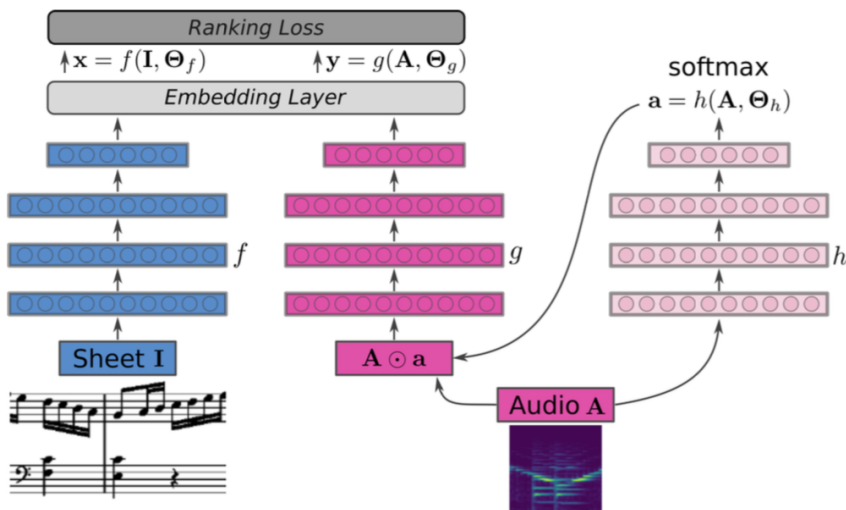 Ranking Loss
x = f(I, Θ_f)
y = g(A, Θ_g)
Embedding Layer
softmax
a = h(A, Θ_h)
f
g
h
Sheet I
A ⊙ a
Audio A